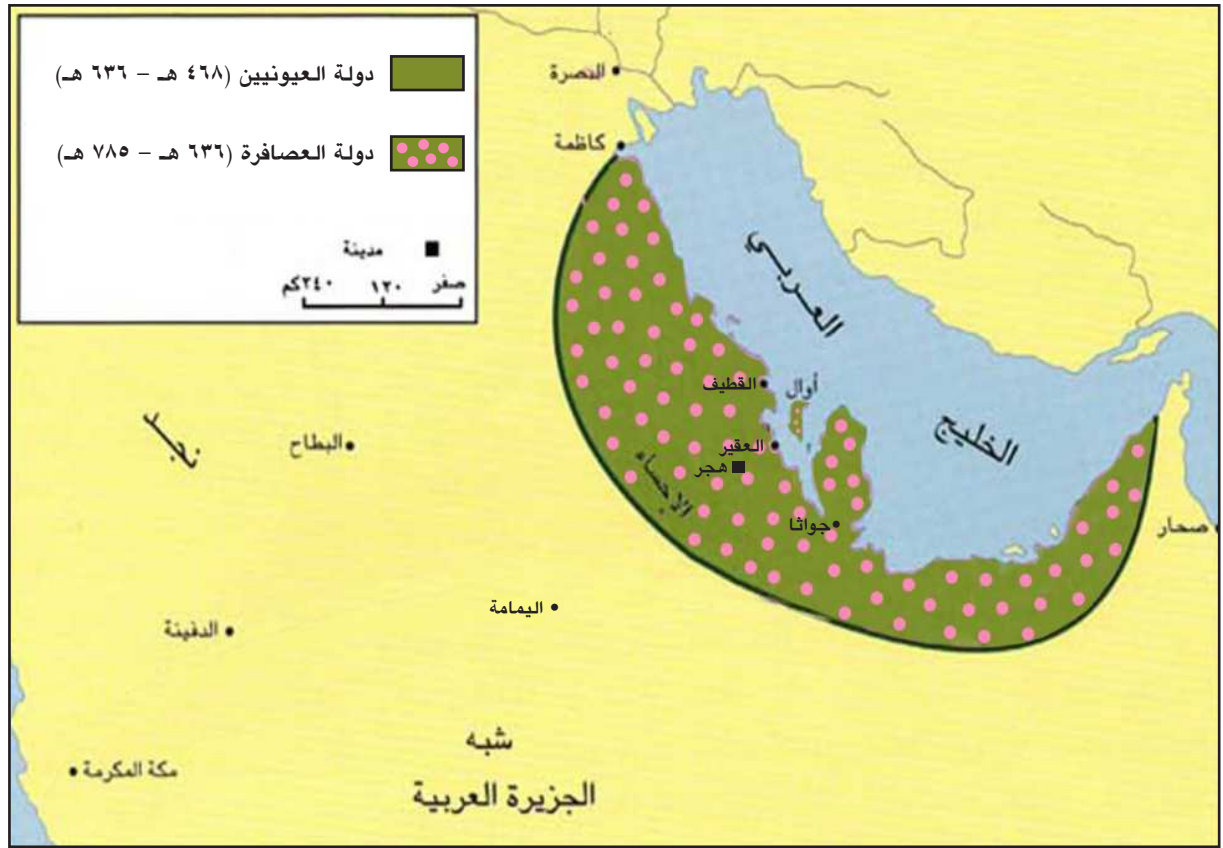 دولة العيونيين (٤٦٨ هـ – ٦٣٦ هـ)
دولة العصافرة (٦٣٦ هـ – ٧٨٥ هـ)
مدينة
صفر ١٢٠ ٢٤٠كم
البصرة
كاظمة
الخليج
العربي
القطيف
أوال
العقير
هجر
الإحساء
جواثا
صحار
نجد
البطاح
اليمامة
الدفينة
مكة المكرمة
شبه
الجزيرة العربية